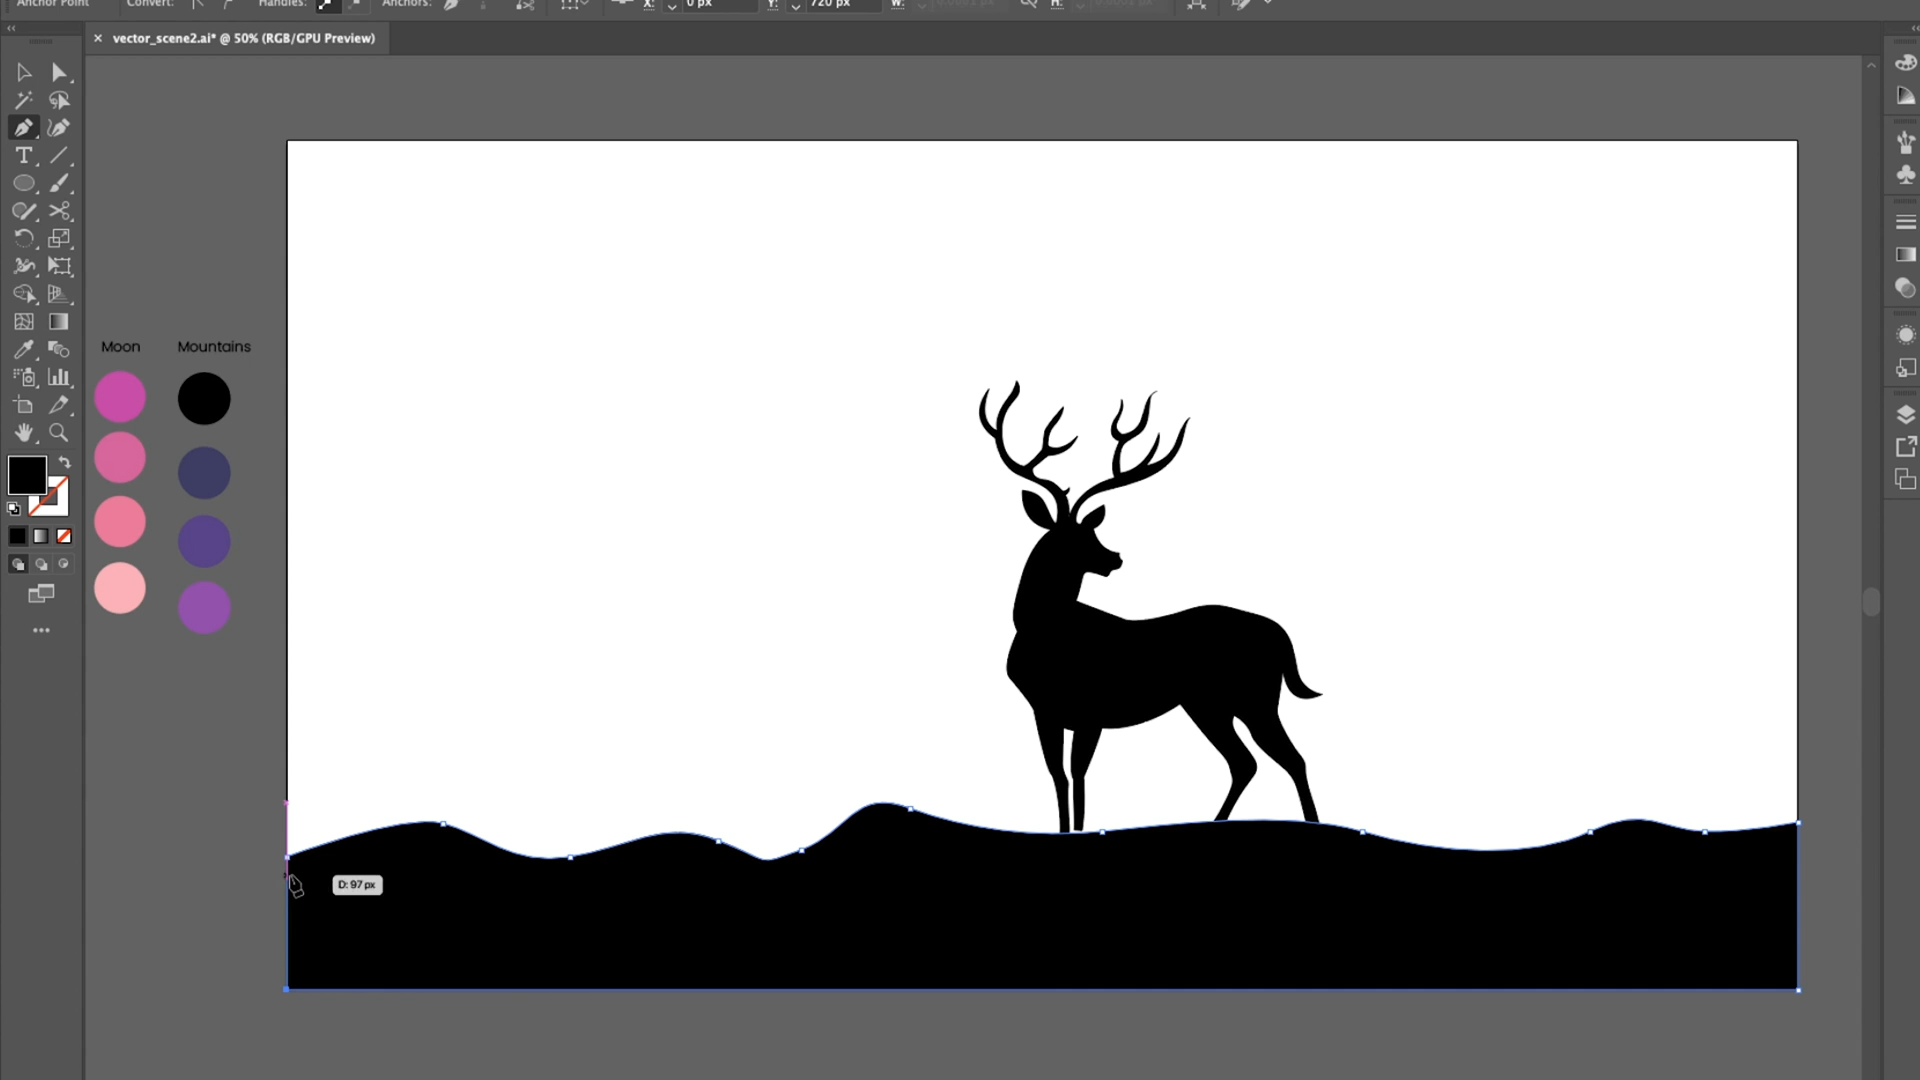 Anchor Point Convert: Handles: Anchors: X: 0 px Y: 720 px W: H:
vector_scene2.ai* @ 50% (RGB/GPU Preview)
Moon Mountains
D: 97 px